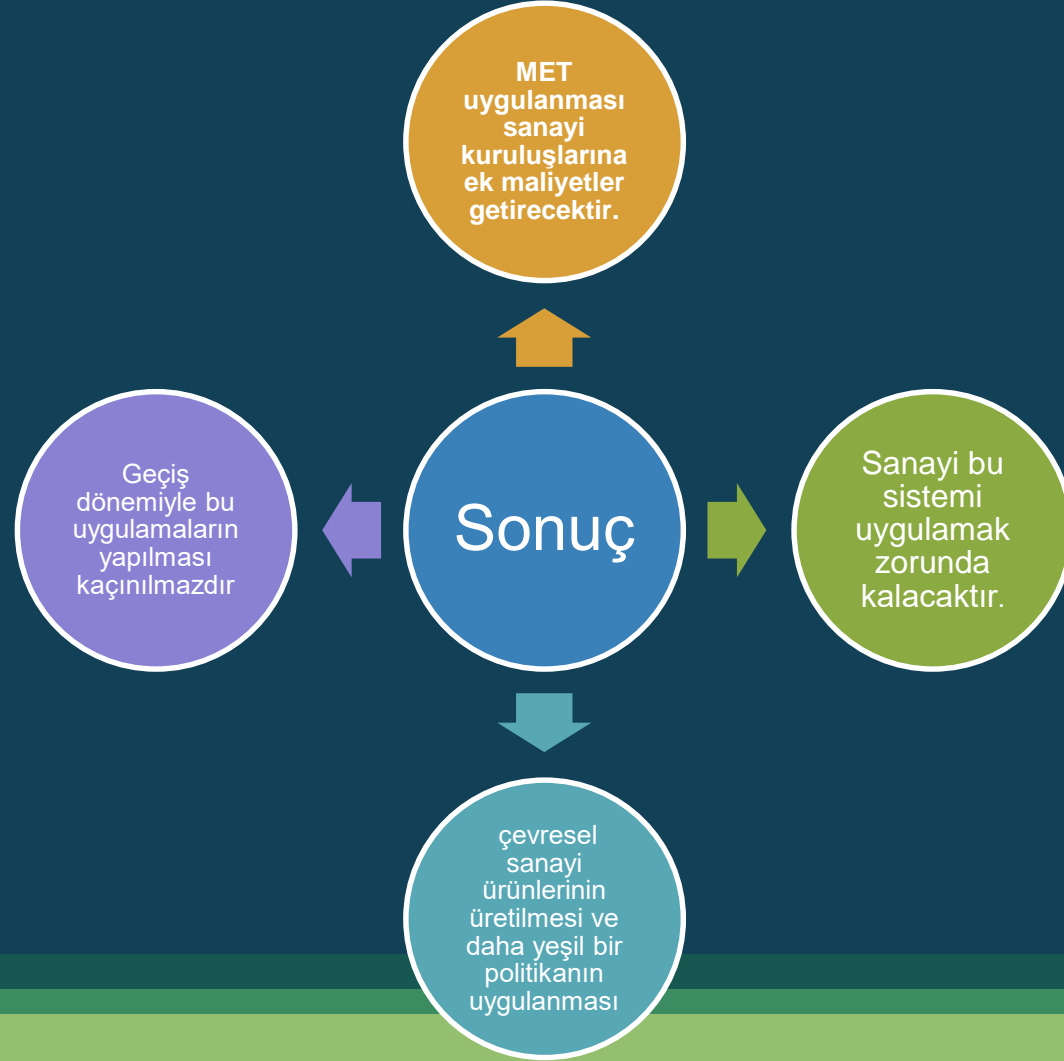 MET
uygulanması
sanayi
kuruluşlarına
ek maliyetler
getirecektir.
Geçiş
dönemiyle bu
uygulamaların
yapılması
kaçınılmazdır
Sonuç
Sanayi bu
sistemi
uygulamak
zorunda
kalacaktır.
çevresel
sanayi
ürünlerinin
üretilmesi ve
daha yeşil bir
politikanın
uygulanması